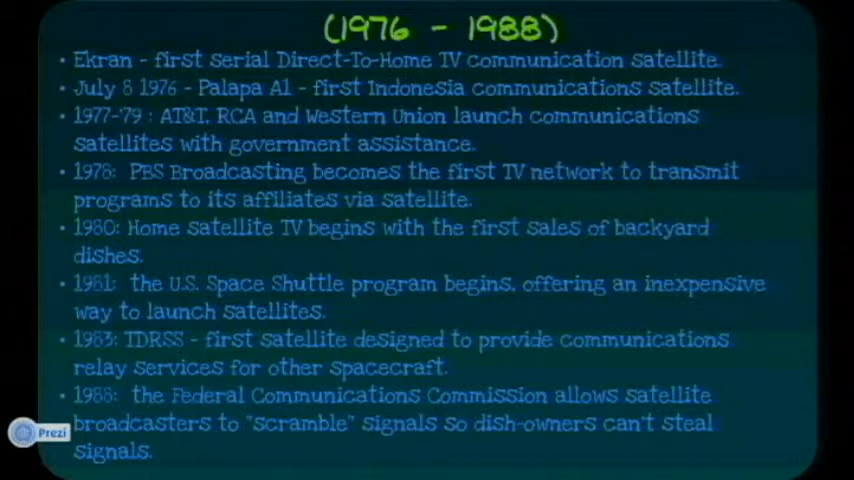 (1976 - 1988)
• Ekran - first serial Direct-To-Home TV communication satellite.
• July 8 1976 - Palapa A1 - first Indonesia communications satellite.
• 1977-79 : AT&T, RCA and Western Union launch communications
satellites with government assistance.
• 1978: PBS Broadcasting becomes the first TV network to transmit
programs to its affiliates via satellite.
• 1980: Home satellite TV begins with the first sales of backyard
dishes.
• 1981: the U.S. Space Shuttle program begins, offering an inexpensive
way to launch satellites.
• 1983: TDRSS - first satellite designed to provide communications
relay services for other spacecraft.
• 1988: the Federal Communications Commission allows satellite
broadcasters to "scramble" signals so dish-owners can't steal
signals.
Prezi